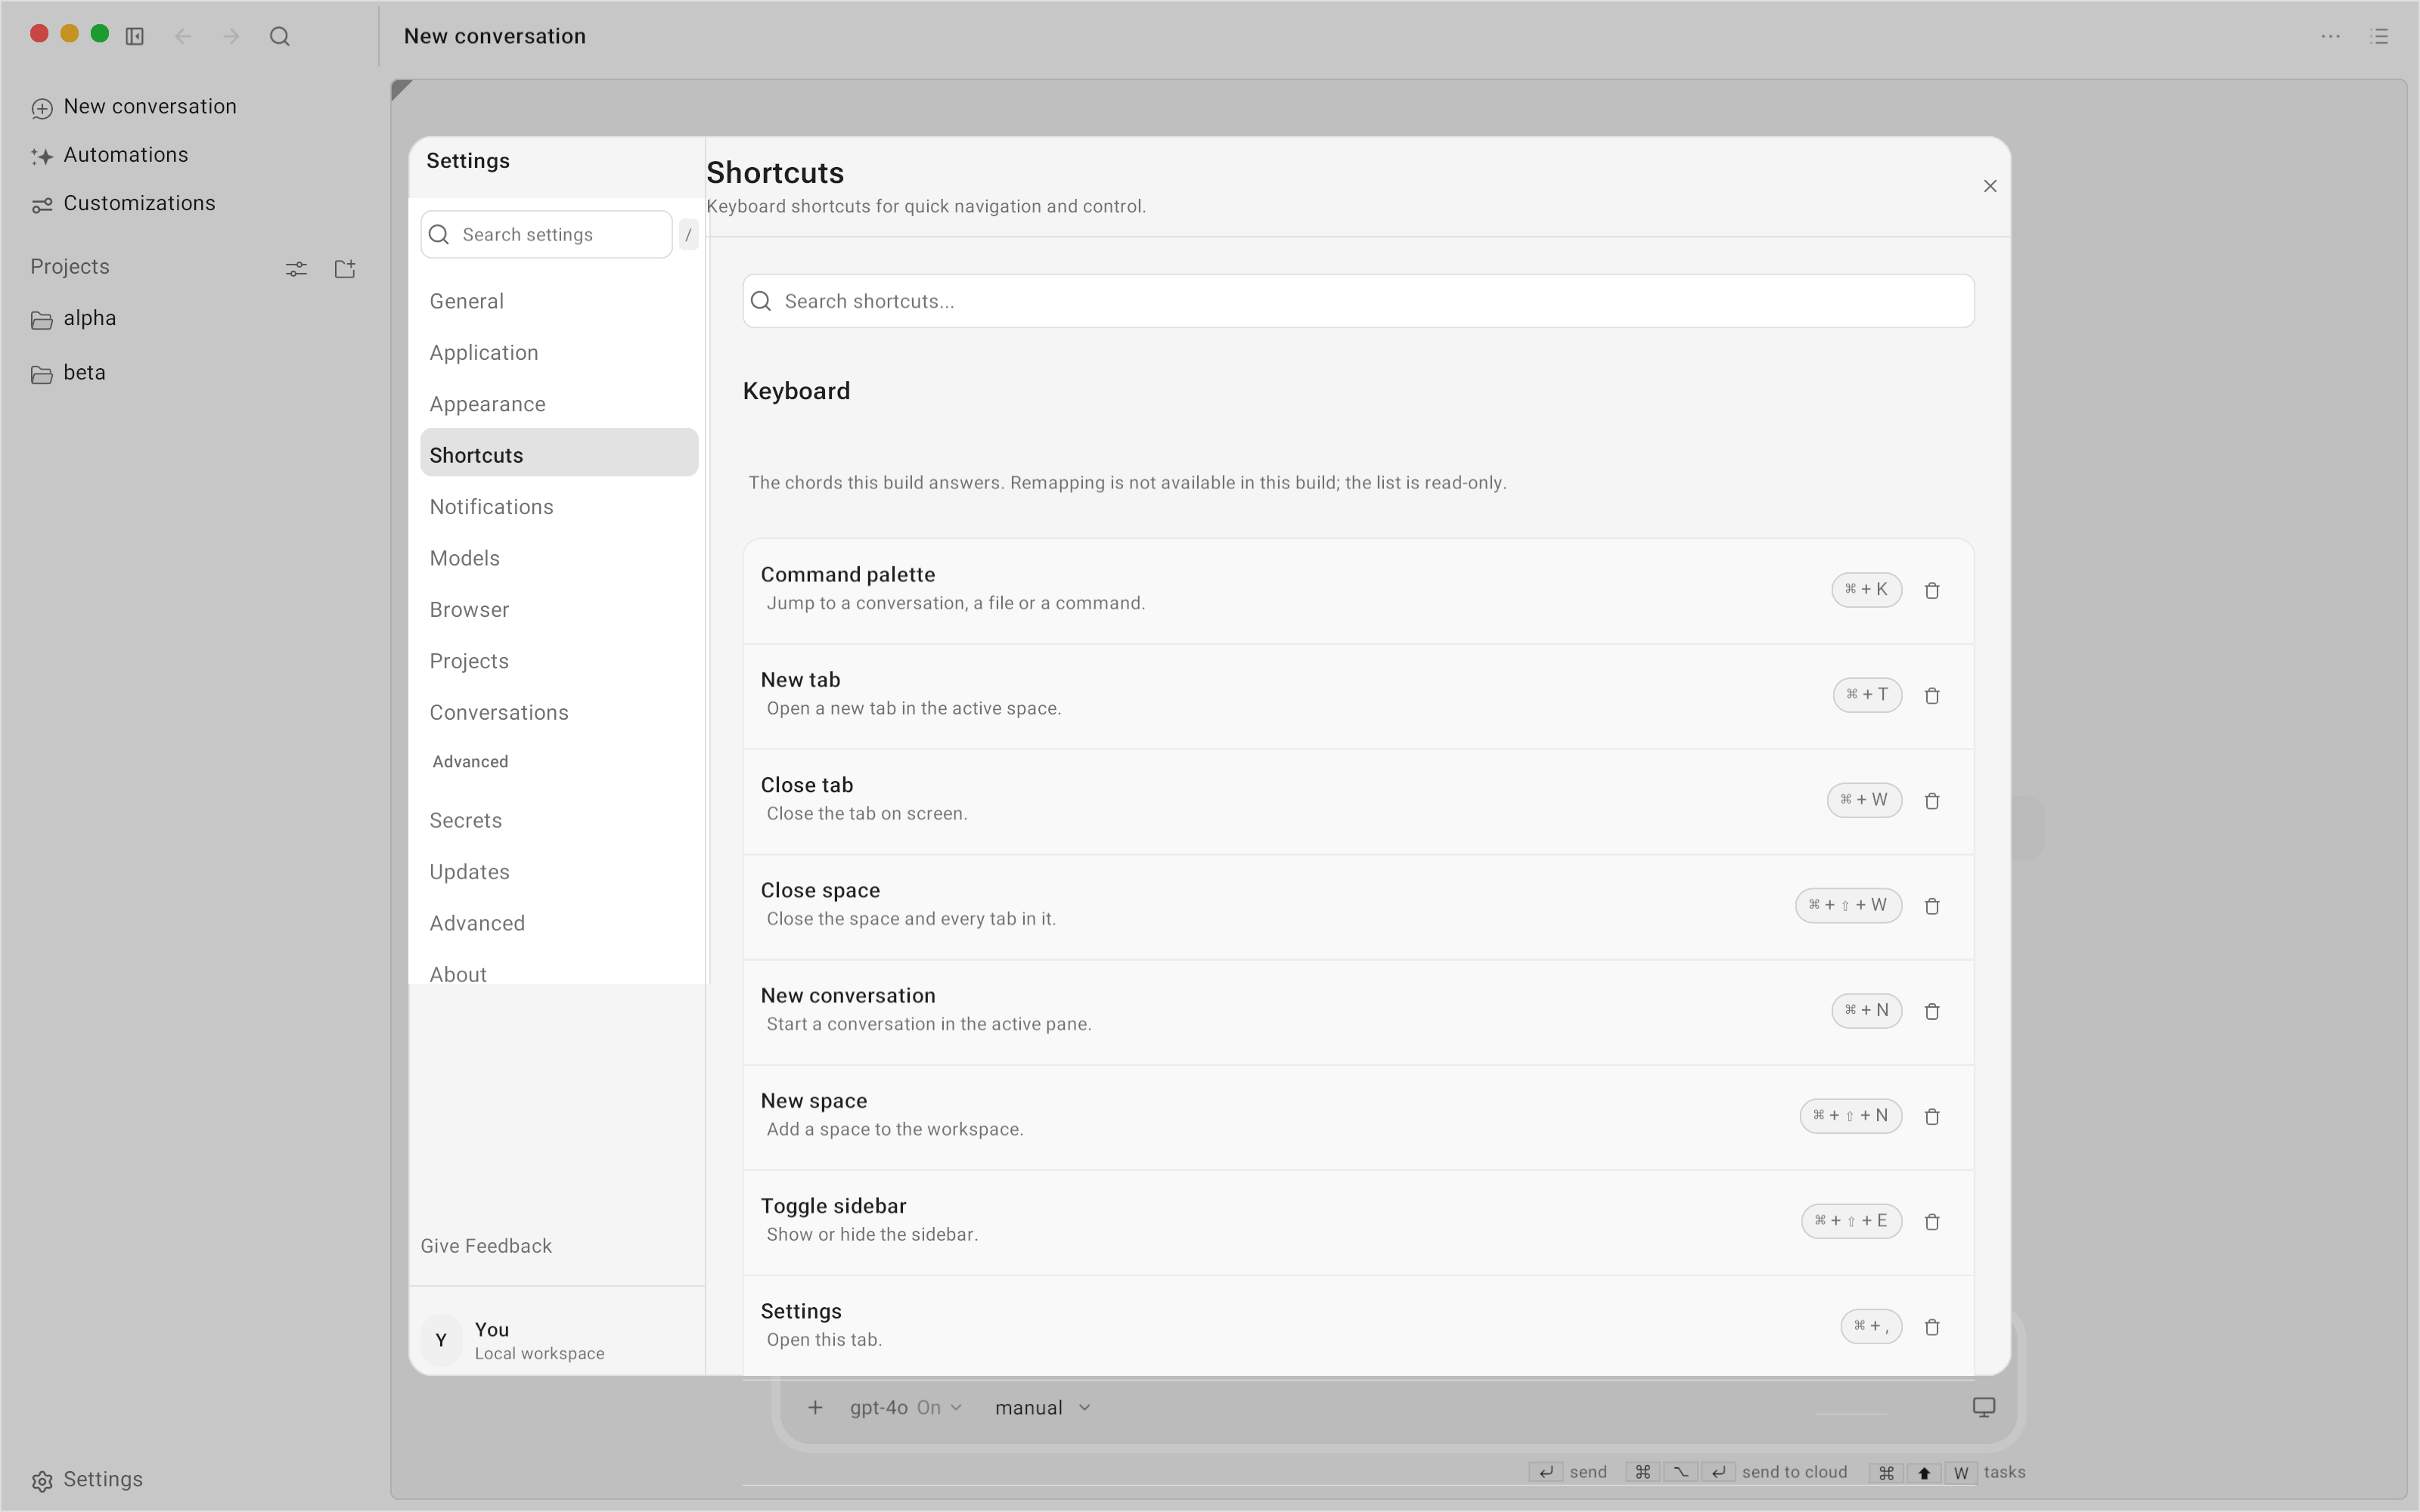 New conversation
New conversation
Automations
Customizations
Projects
alpha
beta
Settings
Settings
Search settings
/
General
Application
Appearance
Shortcuts
Notifications
Models
Browser
Projects
Conversations
Advanced
Secrets
Updates
Advanced
About
Give Feedback
Y
You
Local workspace
Shortcuts
Keyboard shortcuts for quick navigation and control.
Search shortcuts...
Keyboard
The chords this build answers. Remapping is not available in this build; the list is read-only.
Command palette
⌘ + K
Jump to a conversation, a file or a command.
New tab
⌘ + T
Open a new tab in the active space.
Close tab
⌘ + W
Close the tab on screen.
Close space
⌘ + ⇧ + W
Close the space and every tab in it.
New conversation
⌘ + N
Start a conversation in the active pane.
New space
⌘ + ⇧ + N
Add a space to the workspace.
Toggle sidebar
⌘ + ⇧ + E
Show or hide the sidebar.
Settings
⌘ + ,
Open this tab.
gpt-4o On manual
send ⌘ ⌥ send to cloud ⌘ W tasks